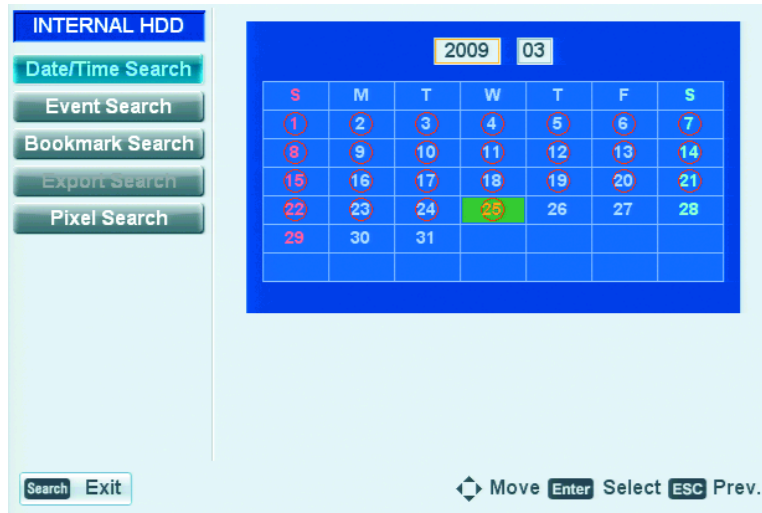 INTERNAL HDD
Date/Time Search
Event Search
Bookmark Search
Export Search
Pixel Search
2009 03
S M T W T F S
1 2 3 4 5 6 7
8 9 10 11 12 13 14
15 16 17 18 19 20 21
22 23 24 25 26 27 28
29 30 31
Search Exit
Move Enter Select ESC Prev.